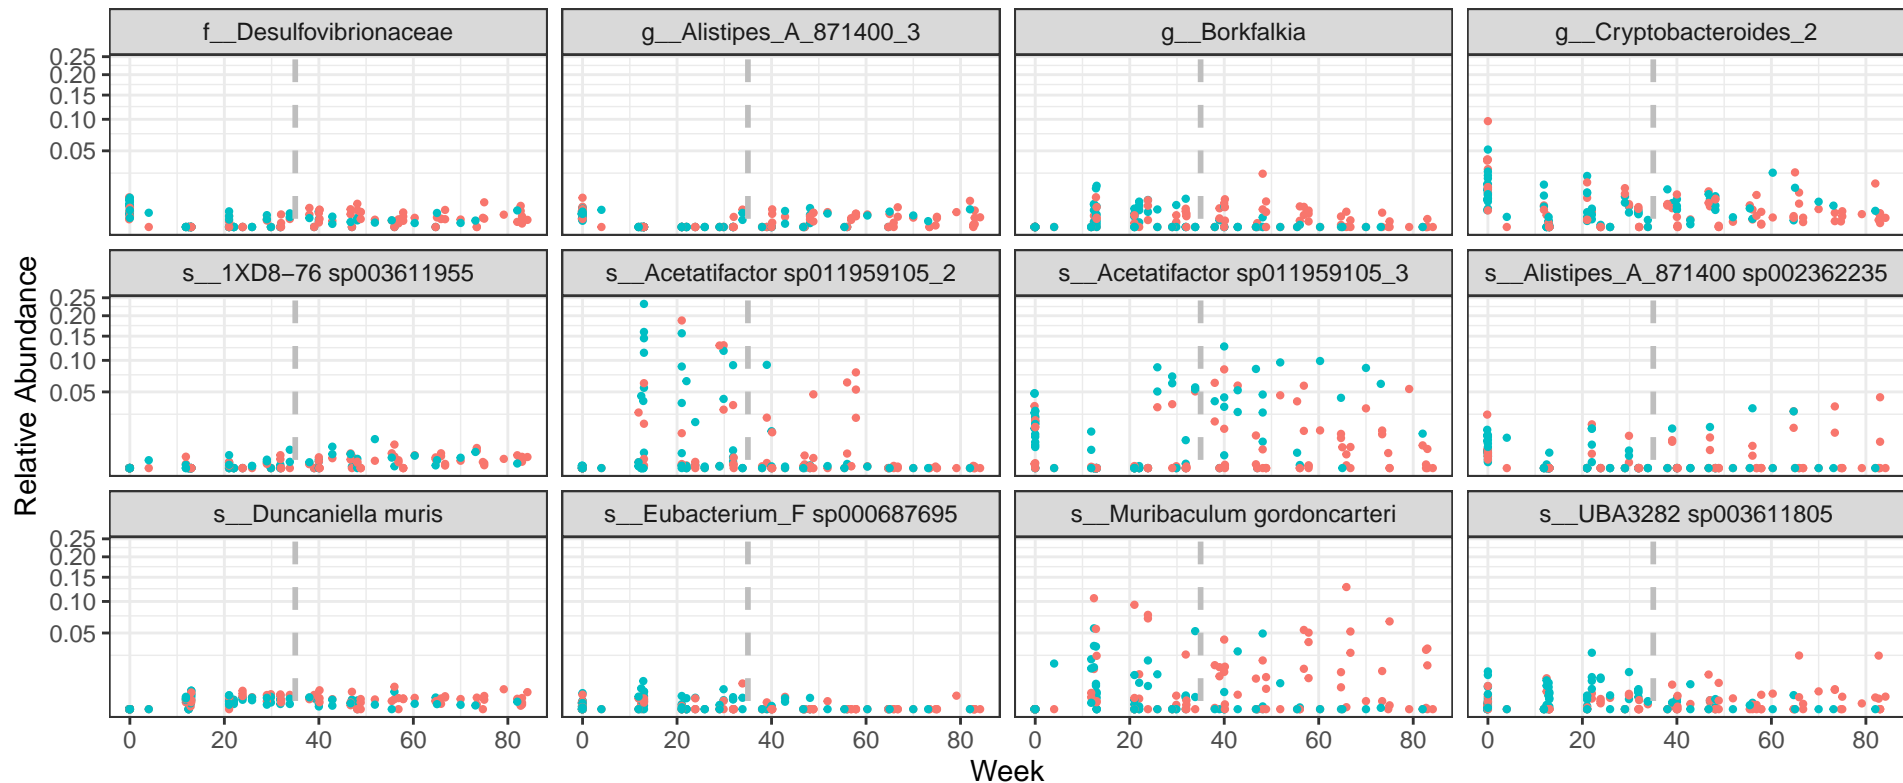 f__Desulfovibrionaceae
g__Alistipes_A_871400_3
g__Borkfalkia
g__Cryptobacteroides_2
0.25
0.20
0.15
0.10
0.05
s__1XD8−76 sp003611955
s__Acetatifactor sp011959105_2
s__Acetatifactor sp011959105_3
s__Alistipes_A_871400 sp002362235
0.25
0.20
0.15
0.10
0.05
Relative Abundance
s__Duncaniella muris
s__Eubacterium_F sp000687695
s__Muribaculum gordoncarteri
s__UBA3282 sp003611805
0.25
0.20
0.15
0.10
0.05
0 20 40 60 80 0 20 40 60 80 0 20 40 60 80 0 20 40 60 80
Week